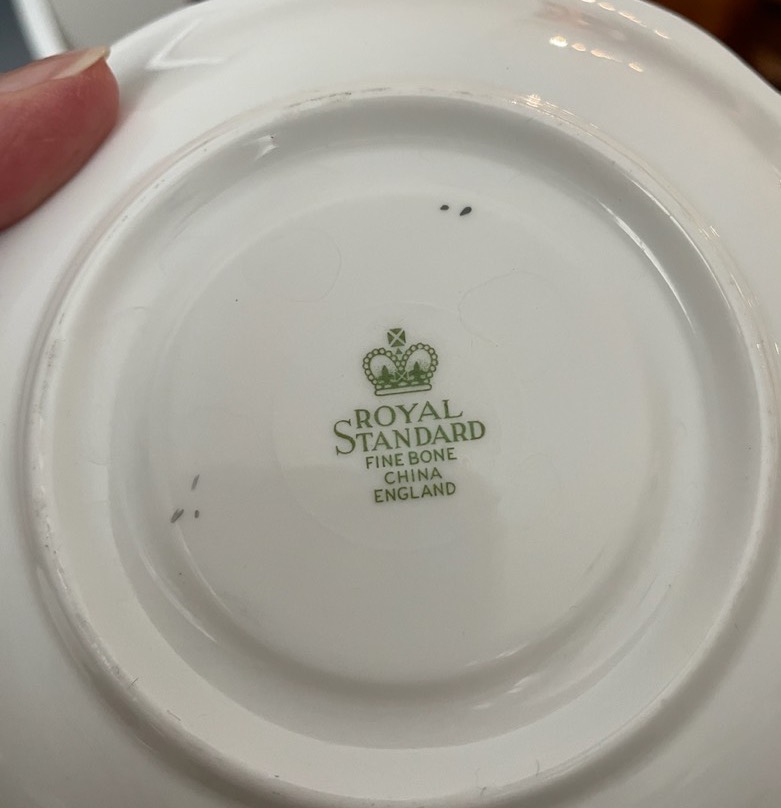 ROYAL
STANDARD
FINE BONE
CHINA
ENGLAND